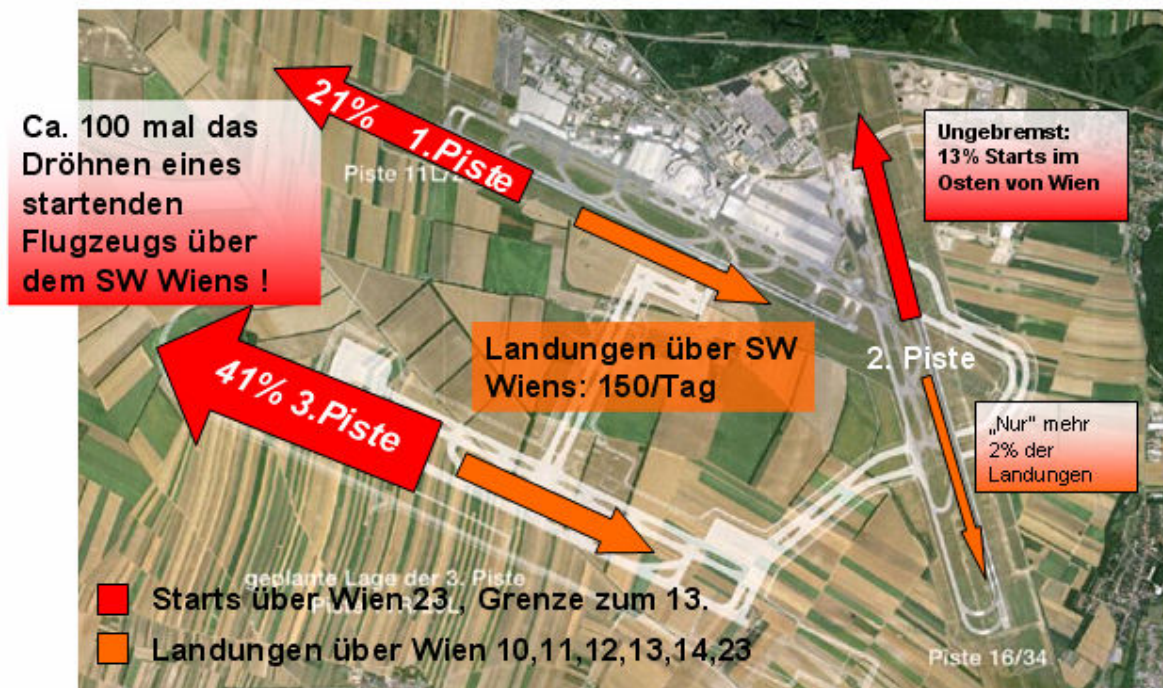 21% 1.Piste
Ca. 100 mal das
Dröhnen eines
startenden
Flugzeugs über
dem SW Wiens !
Piste 11L/2
Ungebremst:
13% Starts im
Osten von Wien
41% 3.Piste
Landungen über SW
Wiens: 150/Tag
2. Piste
„Nur" mehr
2% der
Landungen
geplante Lage der 3. Piste
Starts über Wien 23 , Grenze zum 13.
Landungen über Wien 10,11,12,13,14,23
Piste 16/34